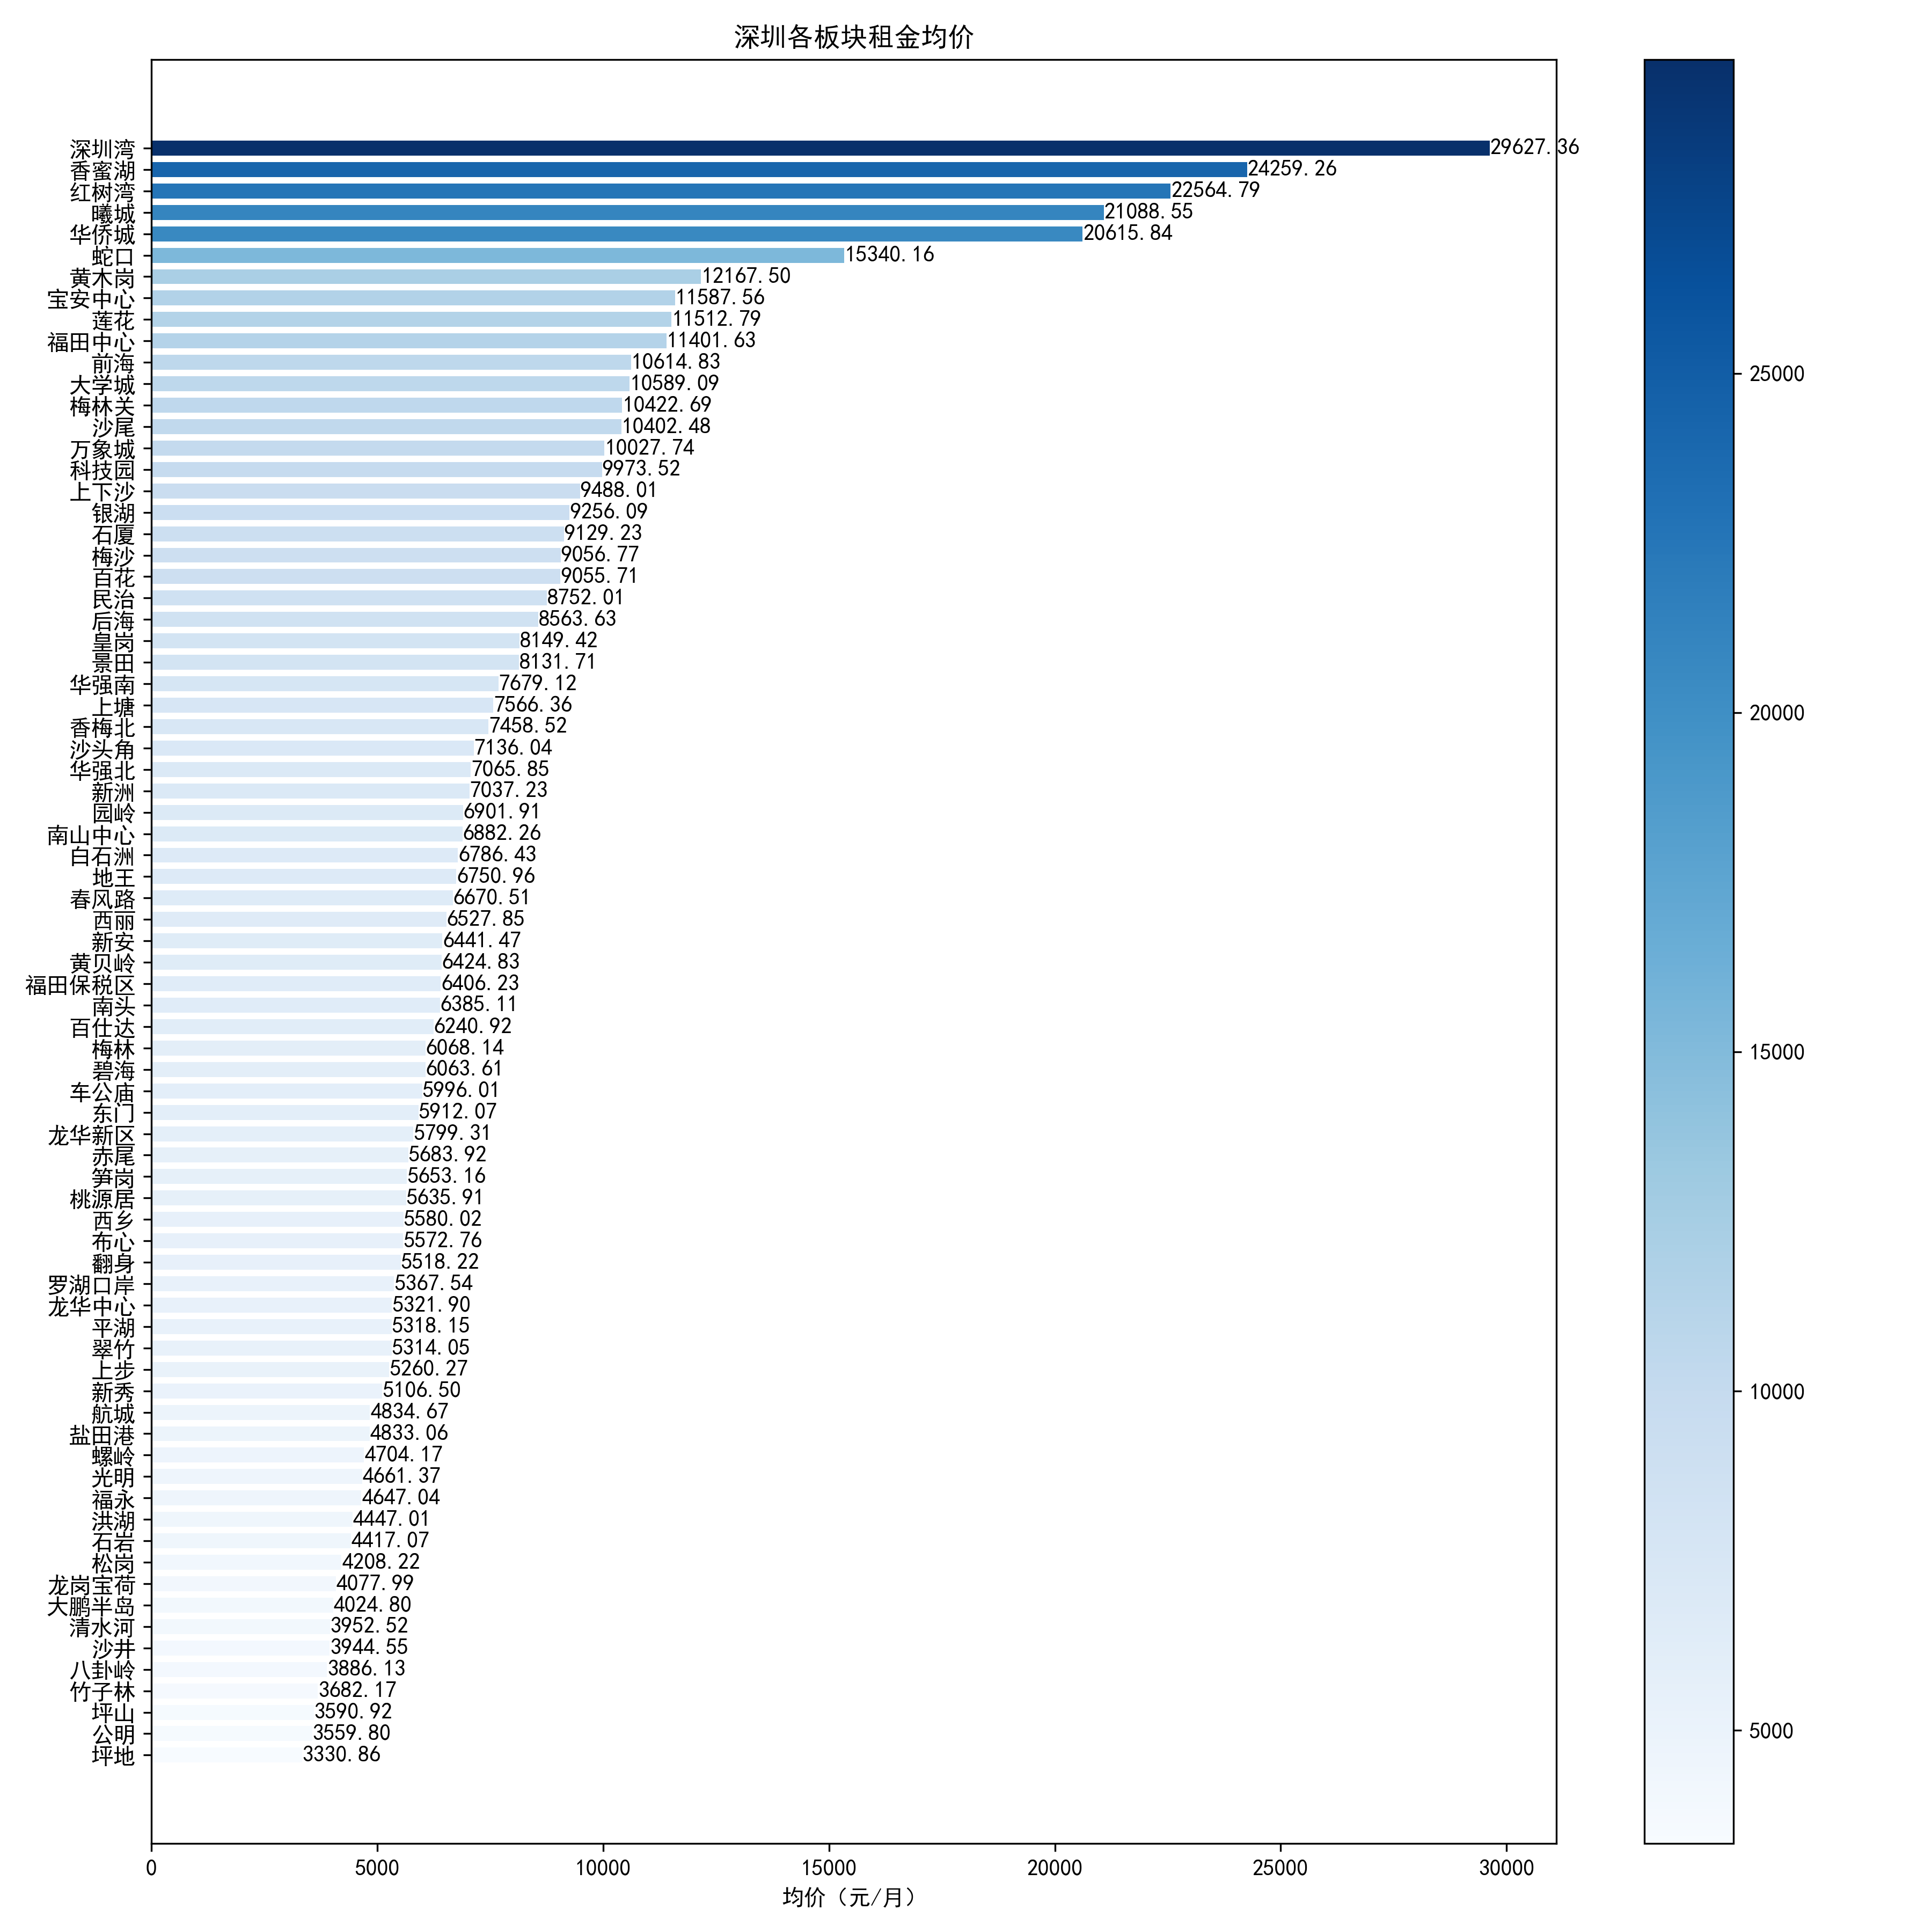 深圳各板块租金均价
深圳湾 29627.36
香蜜湖 24259.26
红树湾 22564.79
曦城 21088.55
华侨城 20615.84
蛇口 15340.16
黄木岗 12167.50
宝安中心 11587.56
莲花 11512.79
福田中心 11401.63
前海 10614.83
大学城 10589.09
梅林关 10422.69
沙尾 10402.48
万象城 10027.74
科技园 9973.52
上下沙 9488.01
银湖 9256.09
石厦 9129.23
梅沙 9056.77
百花 9055.71
民治 8752.01
后海 8563.63
皇岗 8149.42
景田 8131.71
华强南 7679.12
上塘 7566.36
香梅北 7458.52
沙头角 7136.04
华强北 7065.85
新洲 7037.23
园岭 6901.91
南山中心 6882.26
白石洲 6786.43
地王 6750.96
春风路 6670.51
西丽 6527.85
新安 6441.47
黄贝岭 6424.83
福田保税区 6406.23
南头 6385.11
百仕达 6240.92
梅林 6068.14
碧海 6063.61
车公庙 5996.01
东门 5912.07
龙华新区 5799.31
赤尾 5683.92
笋岗 5653.16
桃源居 5635.91
西乡 5580.02
布心 5572.76
翻身 5518.22
罗湖口岸 5367.54
龙华中心 5321.90
平湖 5318.15
翠竹 5314.05
上步 5260.27
新秀 5106.50
航城 4834.67
盐田港 4833.06
螺岭 4704.17
光明 4661.37
福永 4647.04
洪湖 4447.01
石岩 4417.07
松岗 4208.22
龙岗宝荷 4077.99
大鹏半岛 4024.80
清水河 3952.52
沙井 3944.55
八卦岭 3886.13
竹子林 3682.17
坪山 3590.92
公明 3559.80
坪地 3330.86
0 5000 10000 15000 20000 25000 30000
均价（元/月）
25000
20000
15000
10000
5000